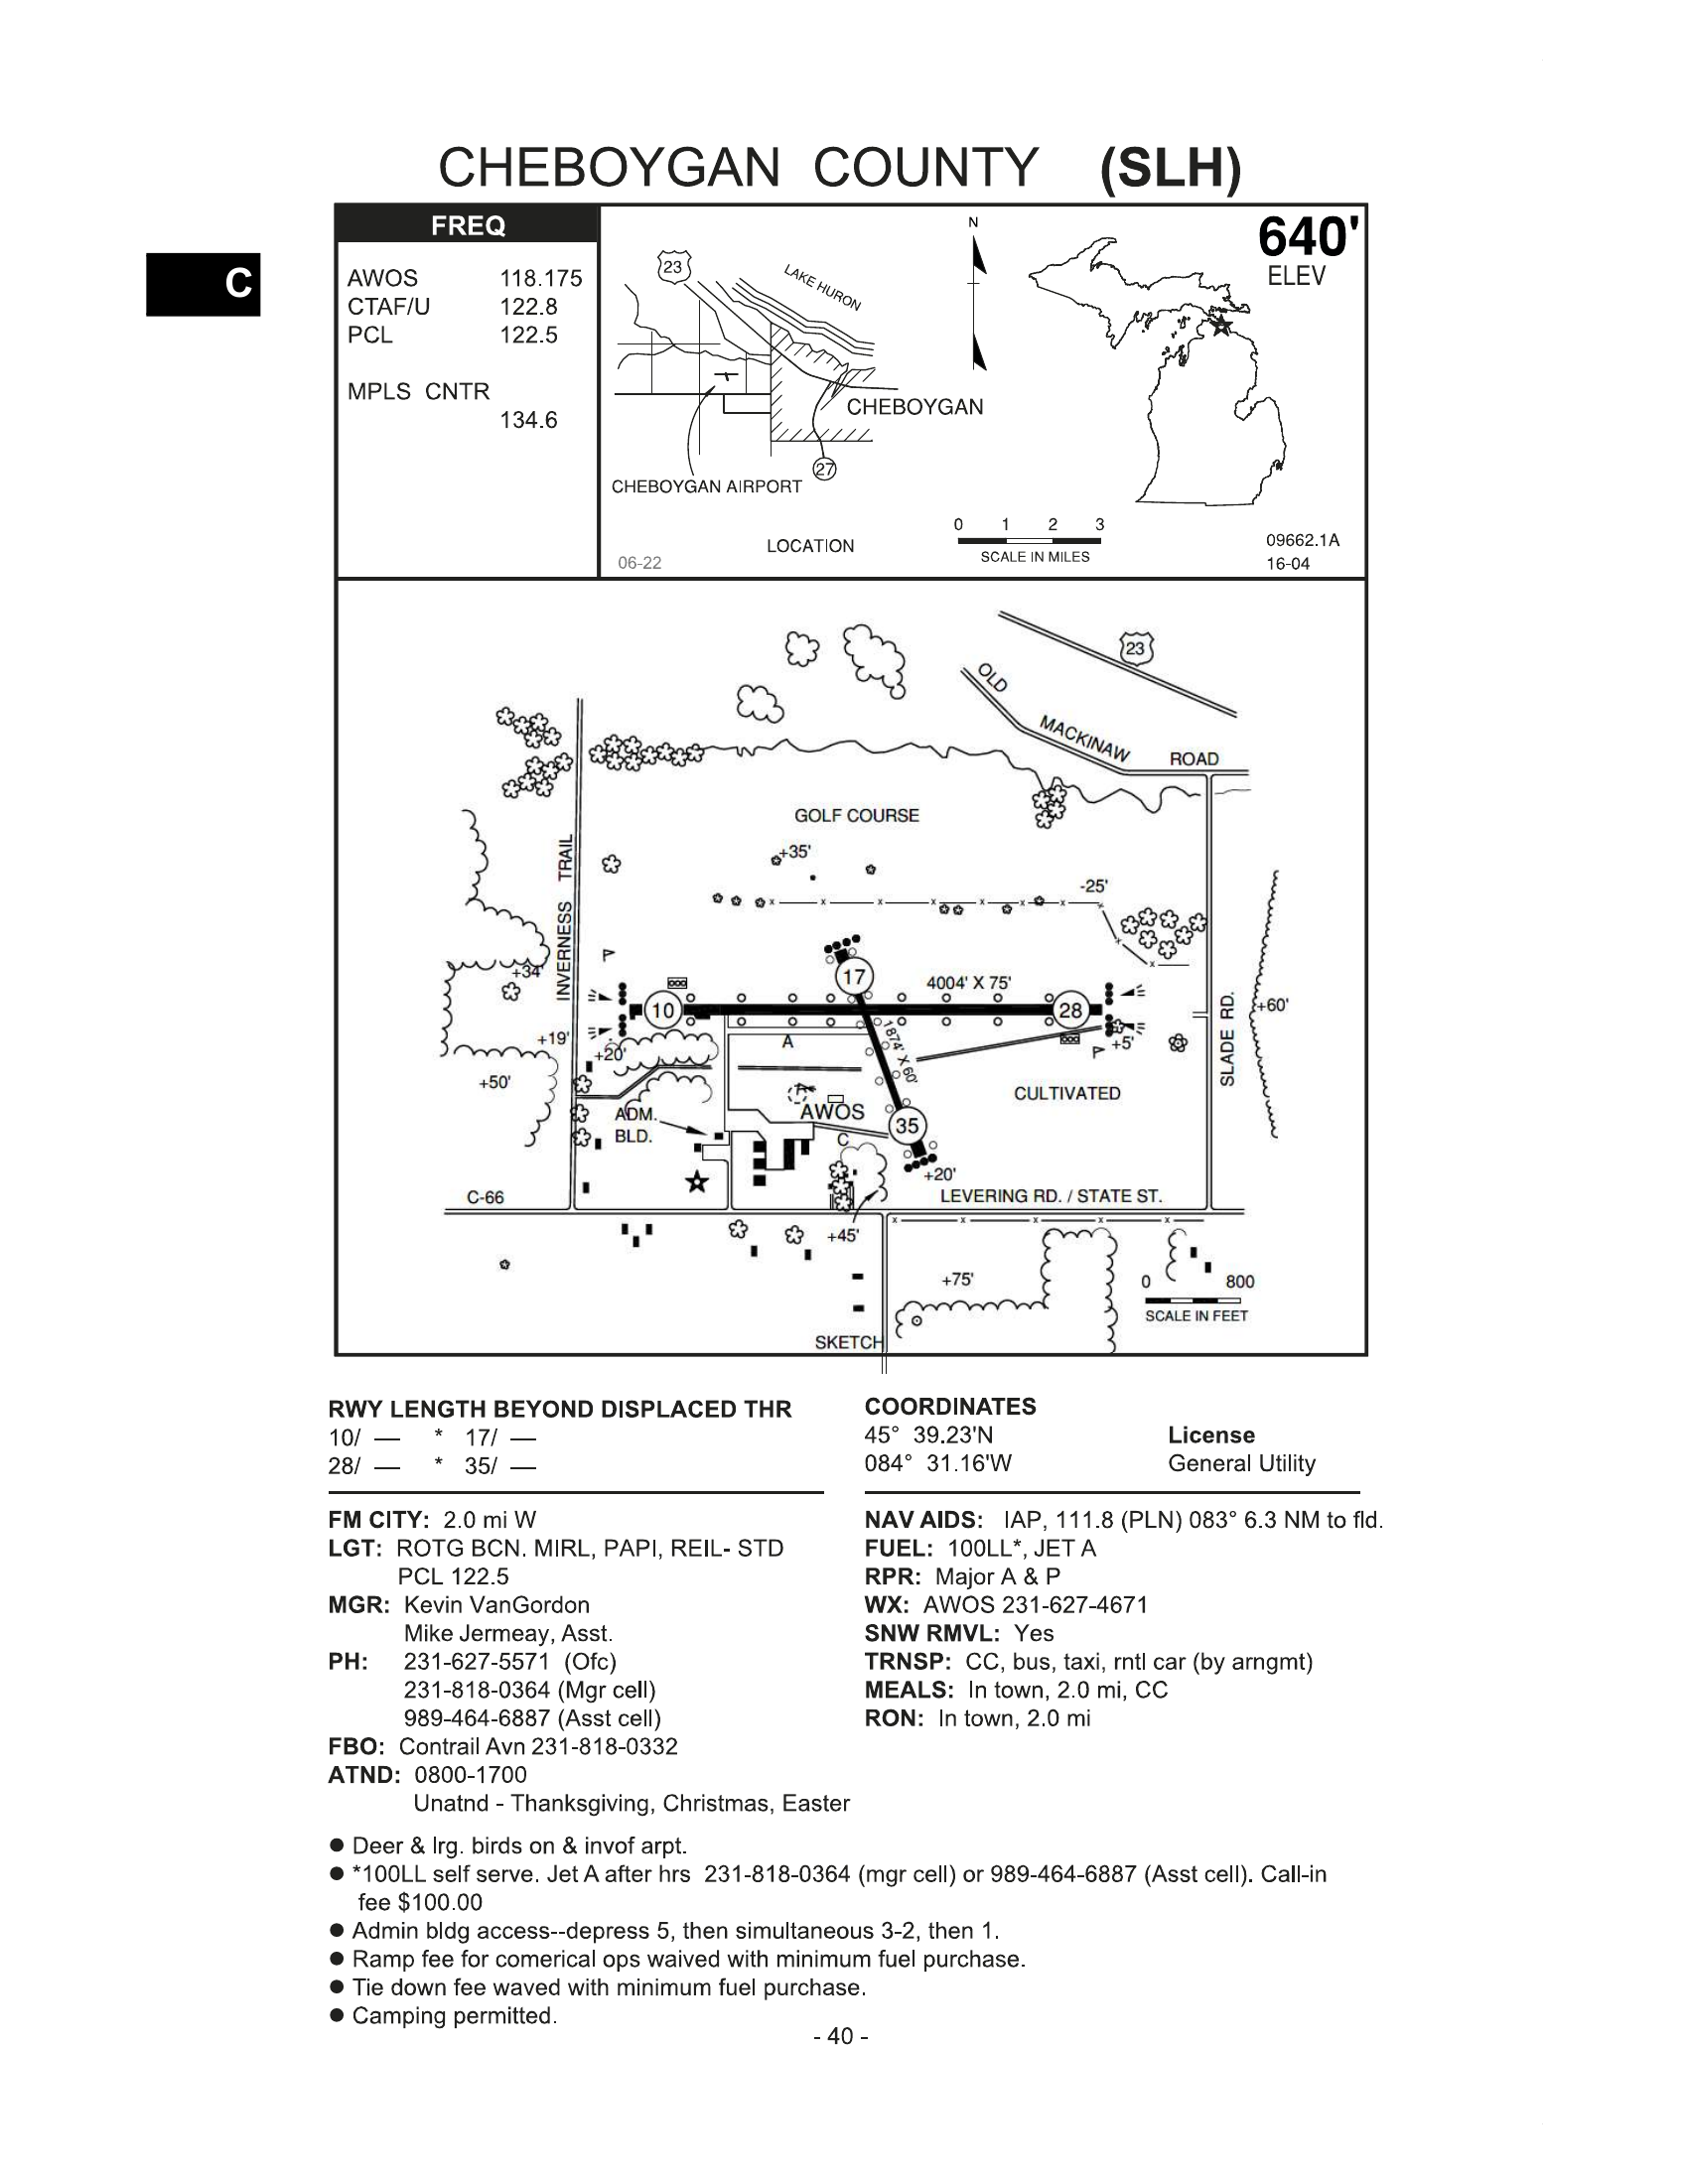 CHEBOYGAN COUNTY (SLH)
C
FREQ
AWOS 118.175
CTAF/U 122.8
PCL 122.5
MPLS CNTR
134.6
640'
ELEV
N
23
LAKE HURON
CHEBOYGAN
27
CHEBOYGAN AIRPORT
LOCATION
06-22
0 1 2 3
SCALE IN MILES
09662.1A
16-04
23
OLD
MACKINAW
ROAD
GOLF COURSE
INVERNESS TRAIL
+35'
-25'
+34'
17
4004' X 75'
10
28
+60'
SLADE RD.
+19'
+20'
A
1874' X 60'
+5'
+50'
CULTIVATED
AWOS
ADM.
BLD.
35
C
+20'
C-66
LEVERING RD. / STATE ST.
+45'
+75'
0 800
SCALE IN FEET
SKETCH
RWY LENGTH BEYOND DISPLACED THR
10/ — * 17/ —
28/ — * 35/ —
COORDINATES
45° 39.23'N
084° 31.16'W
License
General Utility
FM CITY: 2.0 mi W
LGT: ROTG BCN. MIRL, PAPI, REIL- STD
PCL 122.5
MGR: Kevin VanGordon
Mike Jermeay, Asst.
PH: 231-627-5571 (Ofc)
231-818-0364 (Mgr cell)
989-464-6887 (Asst cell)
FBO: Contrail Avn 231-818-0332
ATND: 0800-1700
Unatnd - Thanksgiving, Christmas, Easter
NAV AIDS: IAP, 111.8 (PLN) 083° 6.3 NM to fld.
FUEL: 100LL*, JET A
RPR: Major A & P
WX: AWOS 231-627-4671
SNW RMVL: Yes
TRNSP: CC, bus, taxi, rntl car (by arngmt)
MEALS: In town, 2.0 mi, CC
RON: In town, 2.0 mi
● Deer & lrg. birds on & invof arpt.
● *100LL self serve. Jet A after hrs 231-818-0364 (mgr cell) or 989-464-6887 (Asst cell). Call-in
fee $100.00
● Admin bldg access--depress 5, then simultaneous 3-2, then 1.
● Ramp fee for comerical ops waived with minimum fuel purchase.
● Tie down fee waved with minimum fuel purchase.
● Camping permitted.
- 40 -